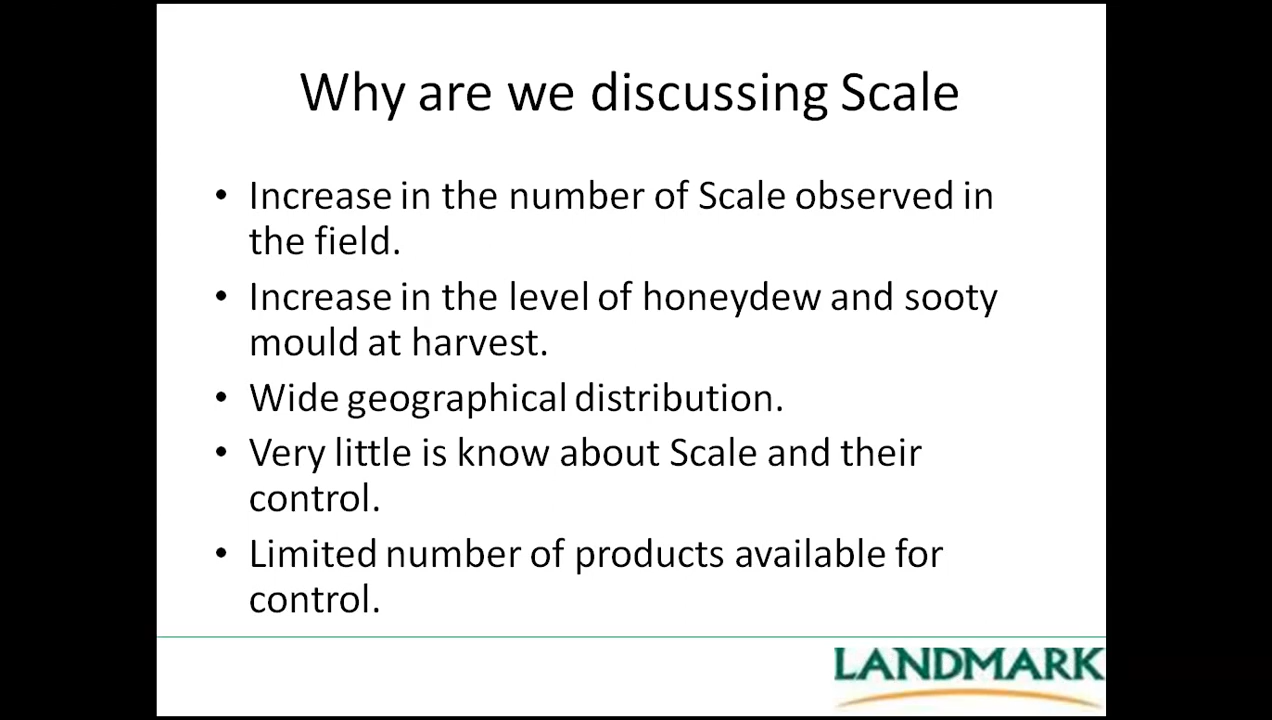 Why are we discussing Scale
• Increase in the number of Scale observed in
the field.
• Increase in the level of honeydew and sooty
mould at harvest.
• Wide geographical distribution.
• Very little is know about Scale and their
control.
• Limited number of products available for
control.
LANDMARK